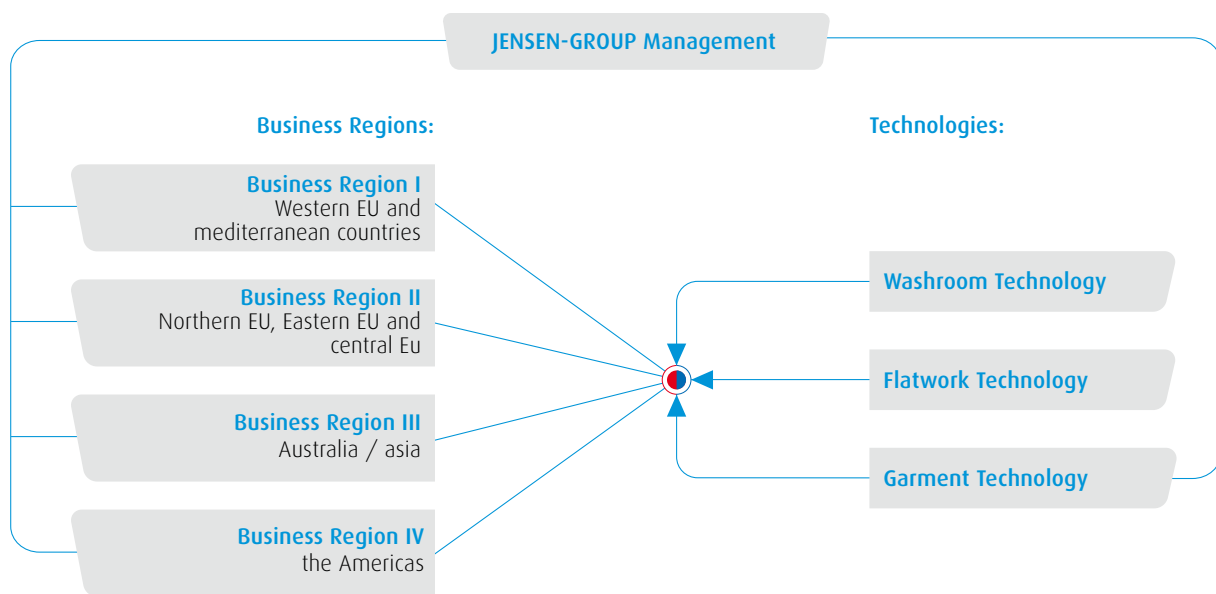 JENSEN-GROUP Management
Business Regions:
Business Region I
Western EU and
mediterranean countries
Business Region II
Northern EU, Eastern EU and
central Eu
Business Region III
Australia / asia
Business Region IV
the Americas
Technologies:
Washroom Technology
Flatwork Technology
Garment Technology